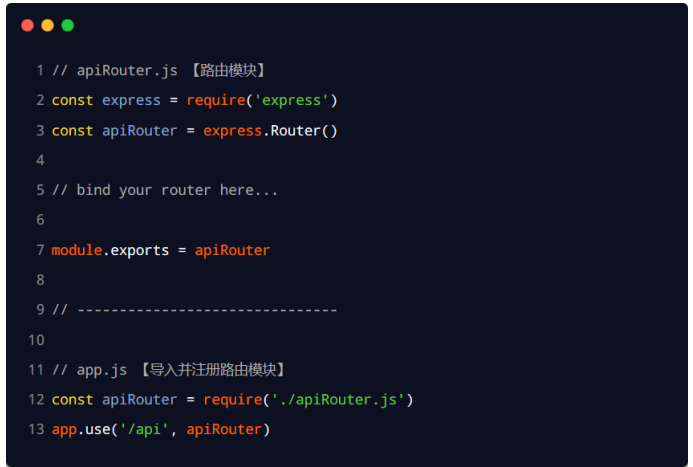 1 // apiRouter.js 【路由模块】
2 const express = require('express')
3 const apiRouter = express.Router()
4
5 // bind your router here...
6
7 module.exports = apiRouter
8
9 // -------------------------------
10
11 // app.js 【导入并注册路由模块】
12 const apiRouter = require('./apiRouter.js')
13 app.use('/api', apiRouter)